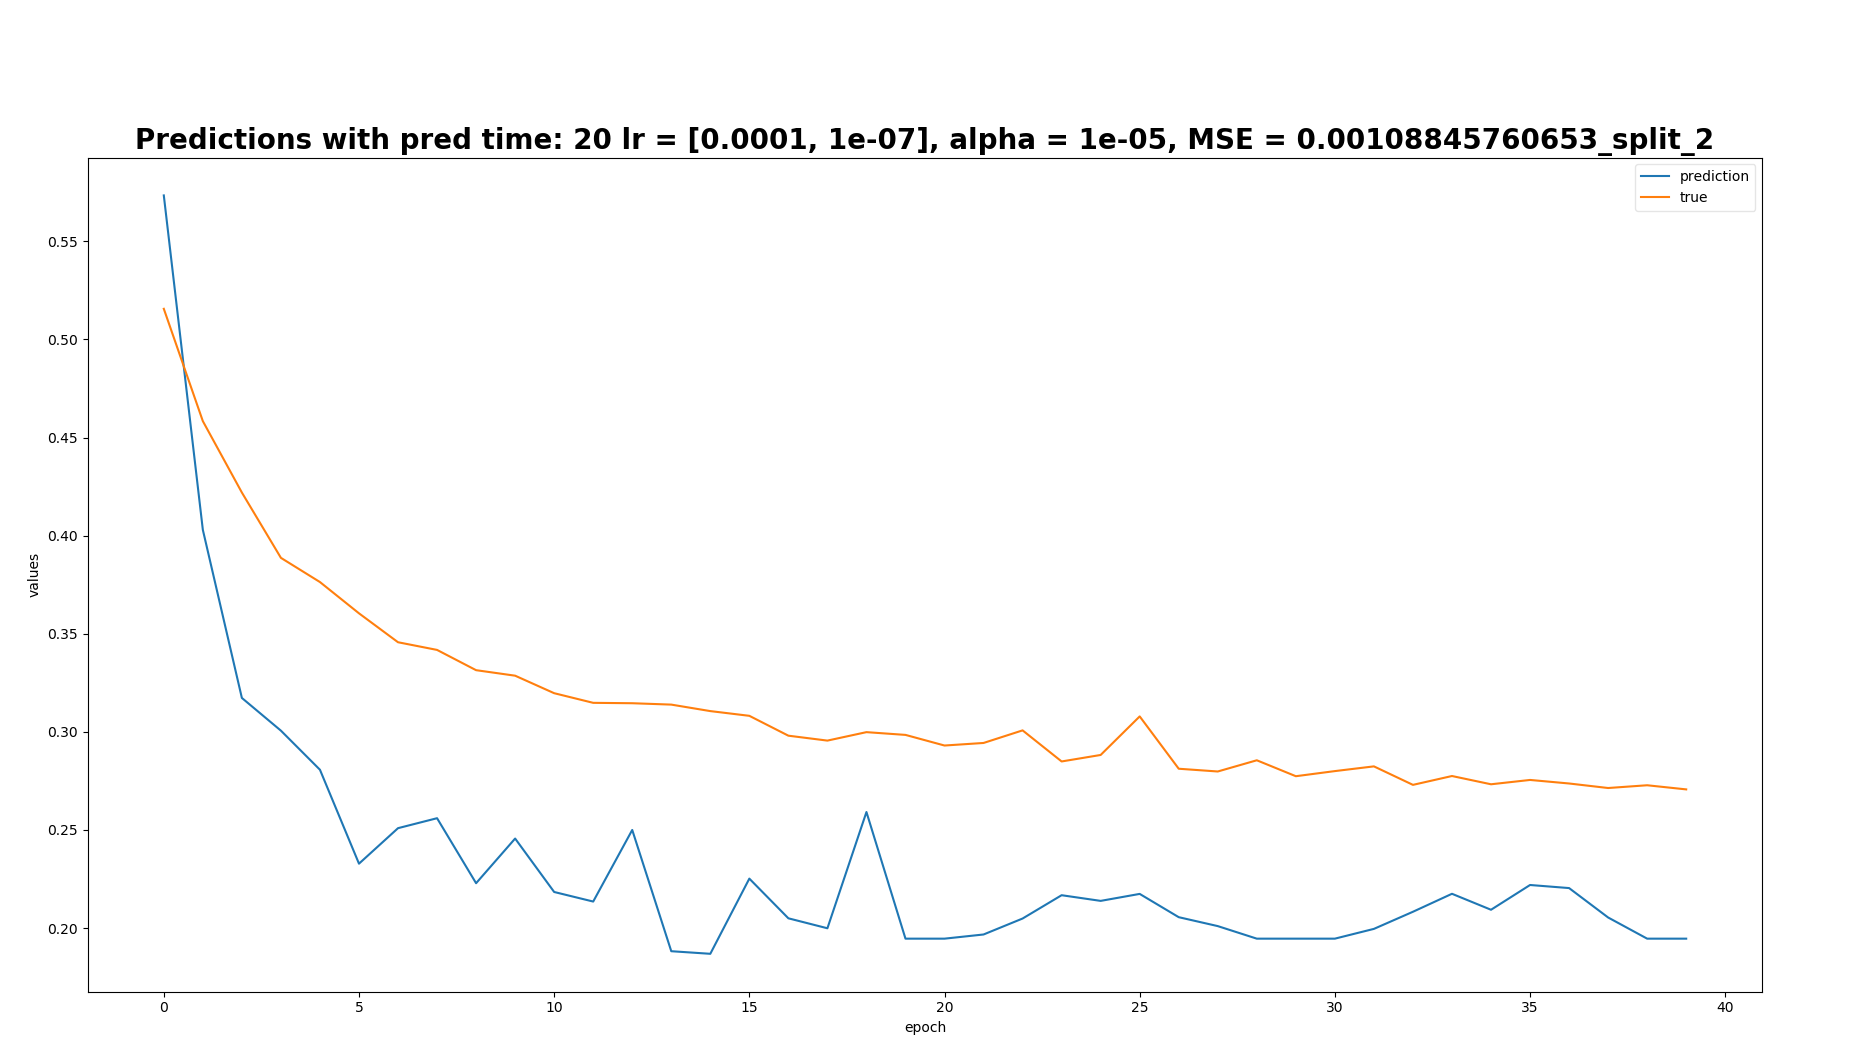 Predictions with pred time: 20 lr = [0.0001, 1e-07], alpha = 1e-05, MSE = 0.00108845760653_split_2
prediction
true
0.55
0.50
0.45
0.40
0.35
0.30
0.25
0.20
values
0 5 10 15 20 25 30 35 40
epoch